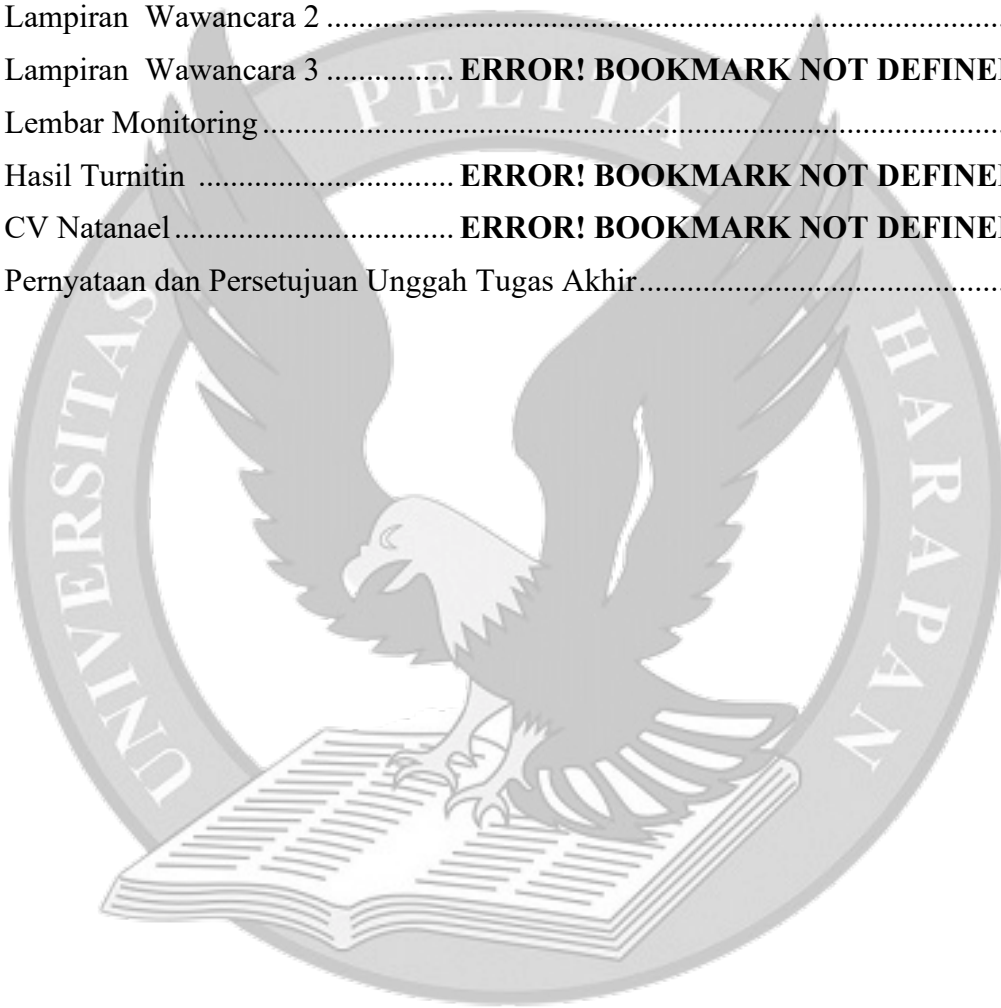 Lampiran  Wawancara 2 ........................................................................................
Lampiran  Wawancara 3 ............... ERROR! BOOKMARK NOT DEFINE
Lembar Monitoring ........................................................................................
Hasil Turnitin ............................ ERROR! BOOKMARK NOT DEFINE
CV Natanael ................................ ERROR! BOOKMARK NOT DEFINE
Pernyataan dan Persetujuan Unggah Tugas Akhir ...........................................
UNIVERSITAS PELITA HARAPAN